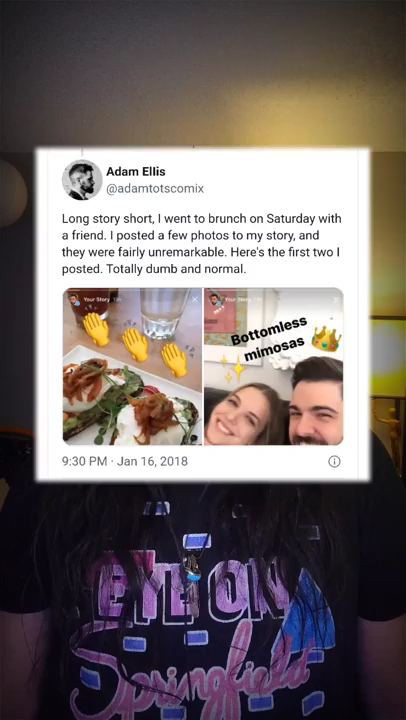 Adam Ellis
@adamtotscomix
Long story short, I went to brunch on Saturday with
a friend. I posted a few photos to my story, and
they were fairly unremarkable. Here's the first two I
posted. Totally dumb and normal.
Your Story
Your Story
Bottomless
mimosas
9:30 PM · Jan 16, 2018
EYE ON
Springfield